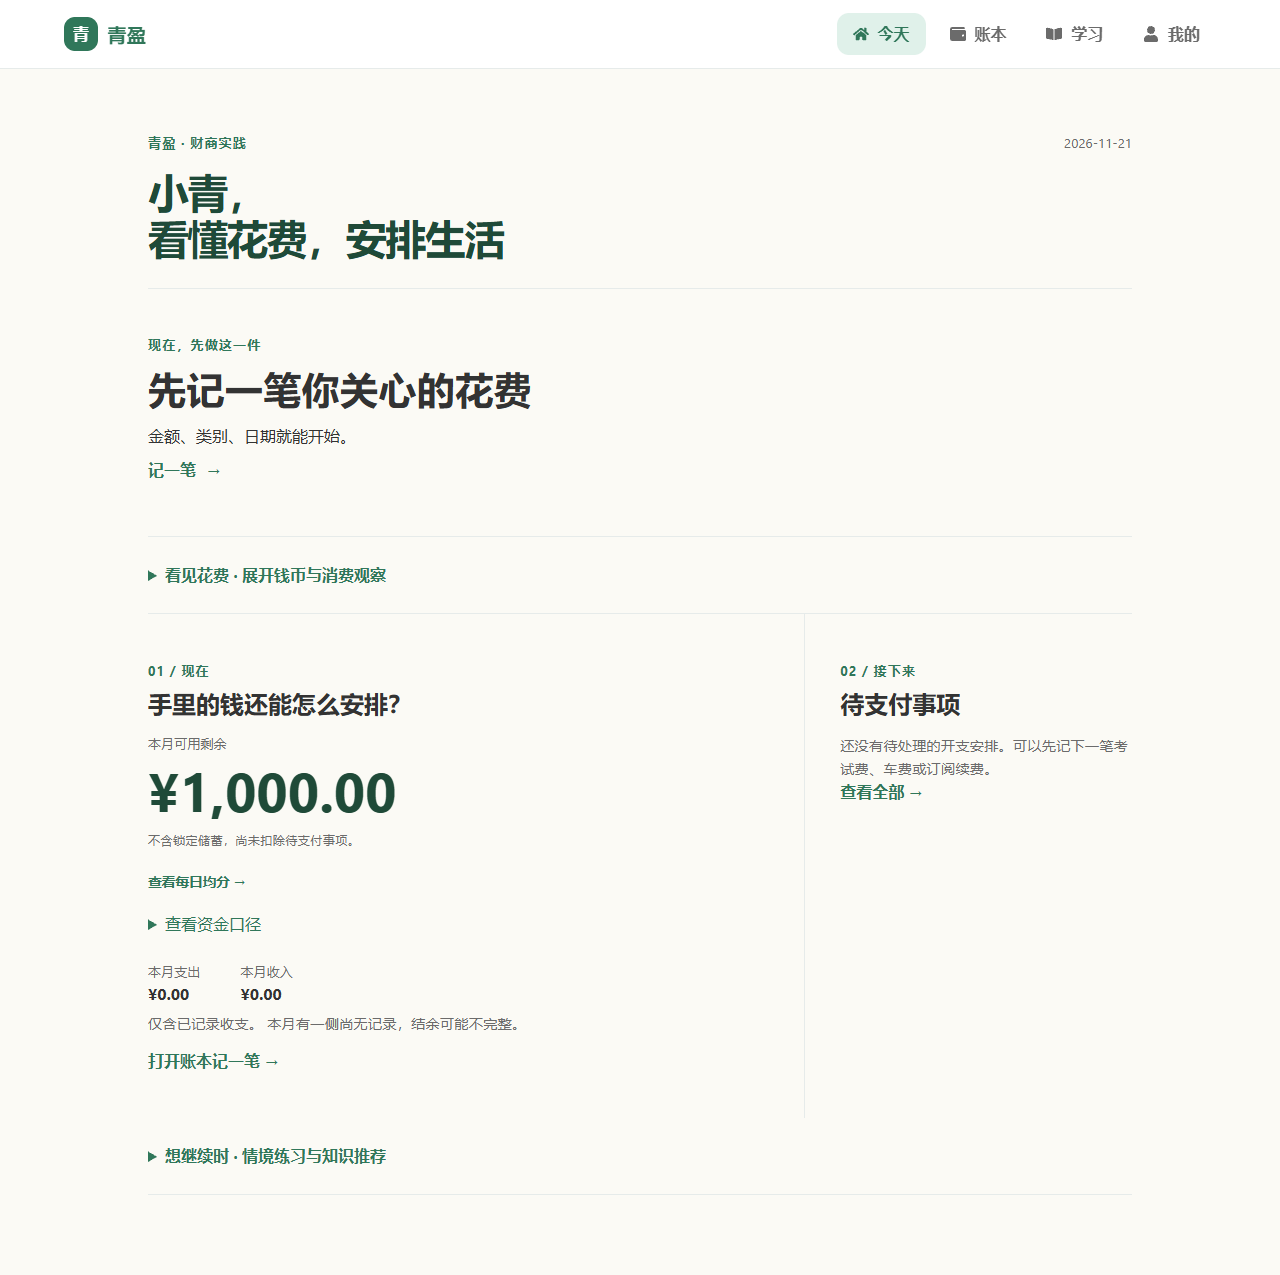 青 青盈
今天 账本 学习 我的
青盈 · 财商实践
2026-11-21
小青，
看懂花费，安排生活
现在，先做这一件
先记一笔你关心的花费
金额、类别、日期就能开始。
记一笔 →
看见花费 · 展开钱币与消费观察
01 / 现在
手里的钱还能怎么安排？
本月可用剩余
¥1,000.00
不含锁定储蓄，尚未扣除待支付事项。
查看每日均分 →
查看资金口径
本月支出 本月收入
¥0.00 ¥0.00
仅含已记录收支。 本月有一侧尚无记录，结余可能不完整。
打开账本记一笔 →
02 / 接下来
待支付事项
还没有待处理的开支安排。可以先记下一笔考
试费、车费或订阅续费。
查看全部 →
想继续时 · 情境练习与知识推荐